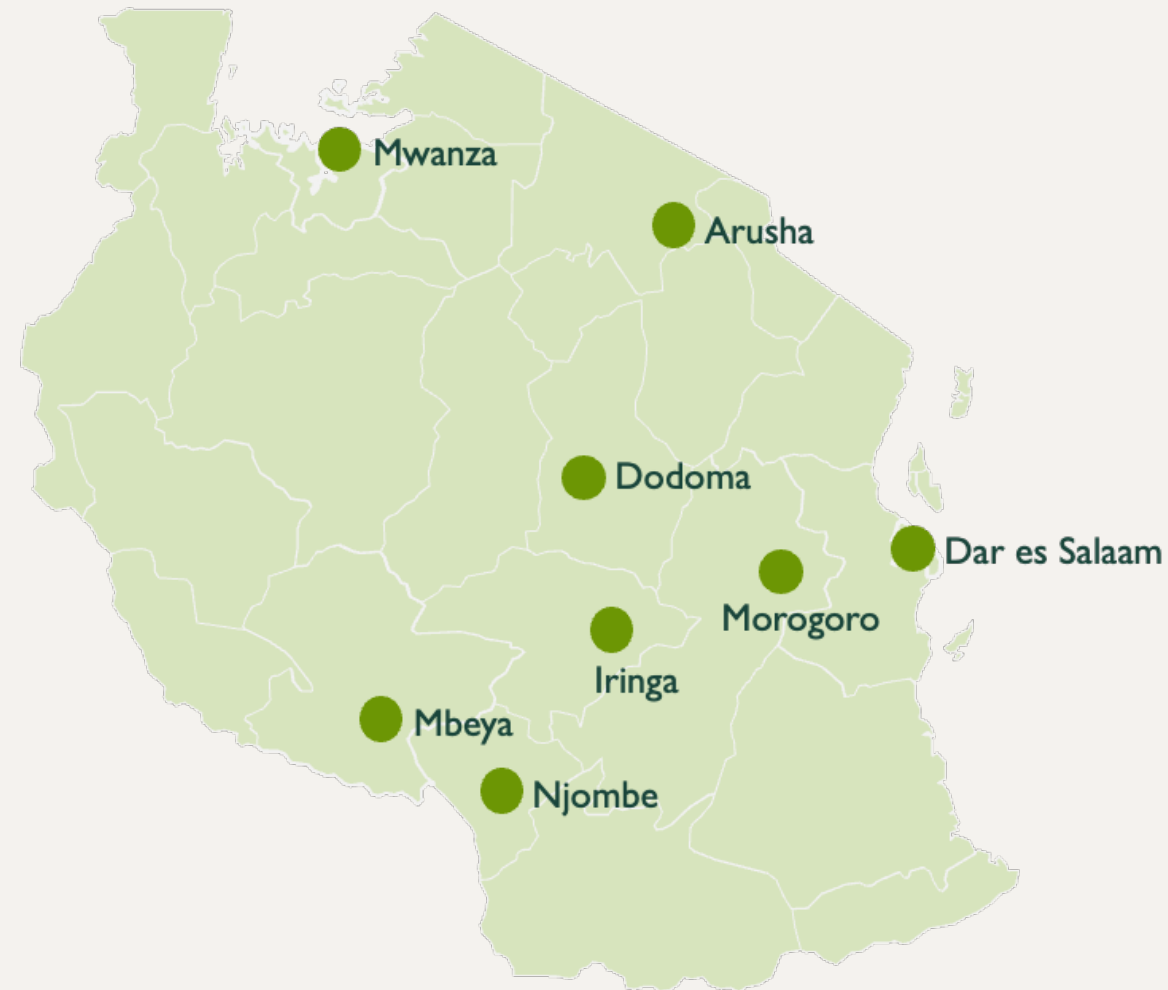 Mwanza
Arusha
Dodoma
Dar es Salaam
Morogoro
Iringa
Mbeya
Njombe